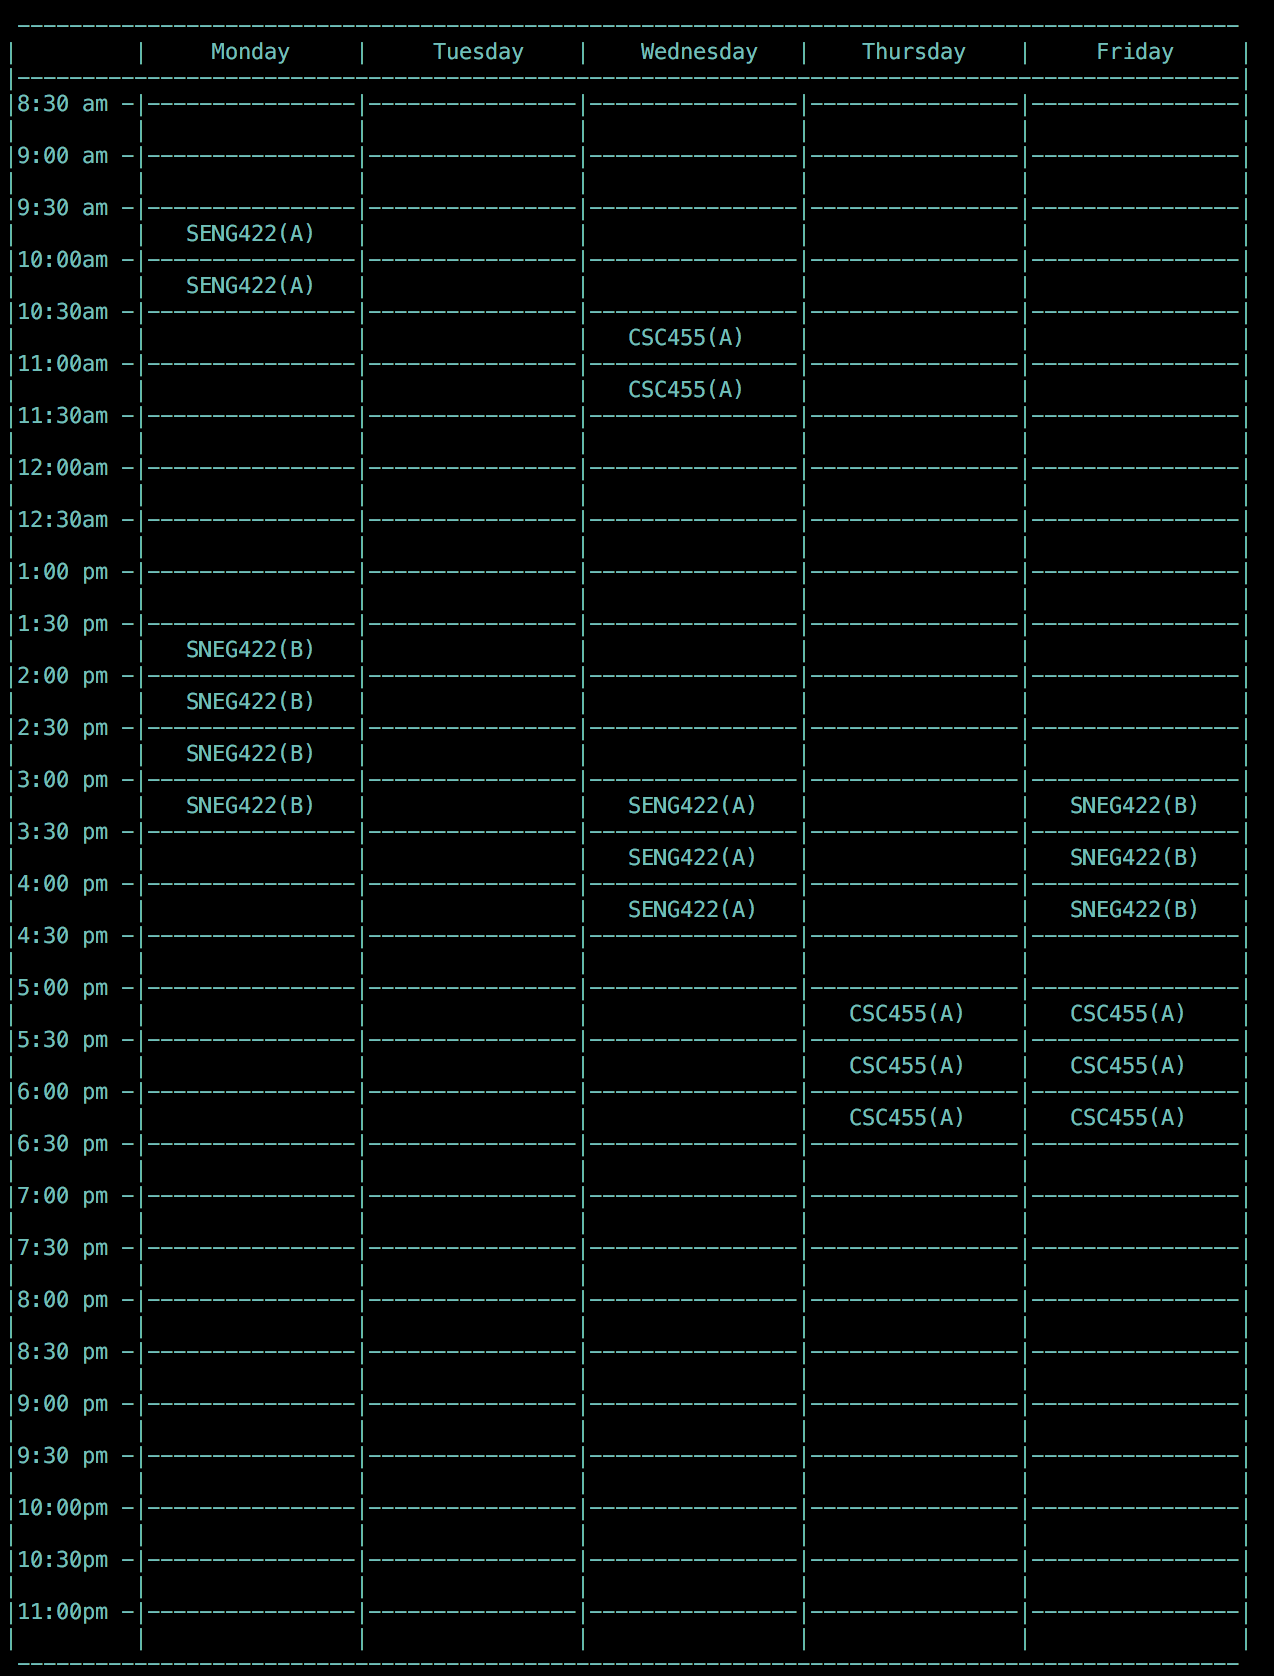 Monday Tuesday Wednesday Thursday Friday
8:30 am
9:00 am
9:30 am
SENG422(A)
10:00am
SENG422(A)
10:30am
CSC455(A)
11:00am
CSC455(A)
11:30am
12:00am
12:30am
1:00 pm
1:30 pm
SNEG422(B)
2:00 pm
SNEG422(B)
2:30 pm
SNEG422(B)
3:00 pm
SNEG422(B) SENG422(A) SNEG422(B)
3:30 pm
SENG422(A) SNEG422(B)
4:00 pm
SENG422(A) SNEG422(B)
4:30 pm
5:00 pm
CSC455(A) CSC455(A)
5:30 pm
CSC455(A) CSC455(A)
6:00 pm
CSC455(A) CSC455(A)
6:30 pm
7:00 pm
7:30 pm
8:00 pm
8:30 pm
9:00 pm
9:30 pm
10:00pm
10:30pm
11:00pm